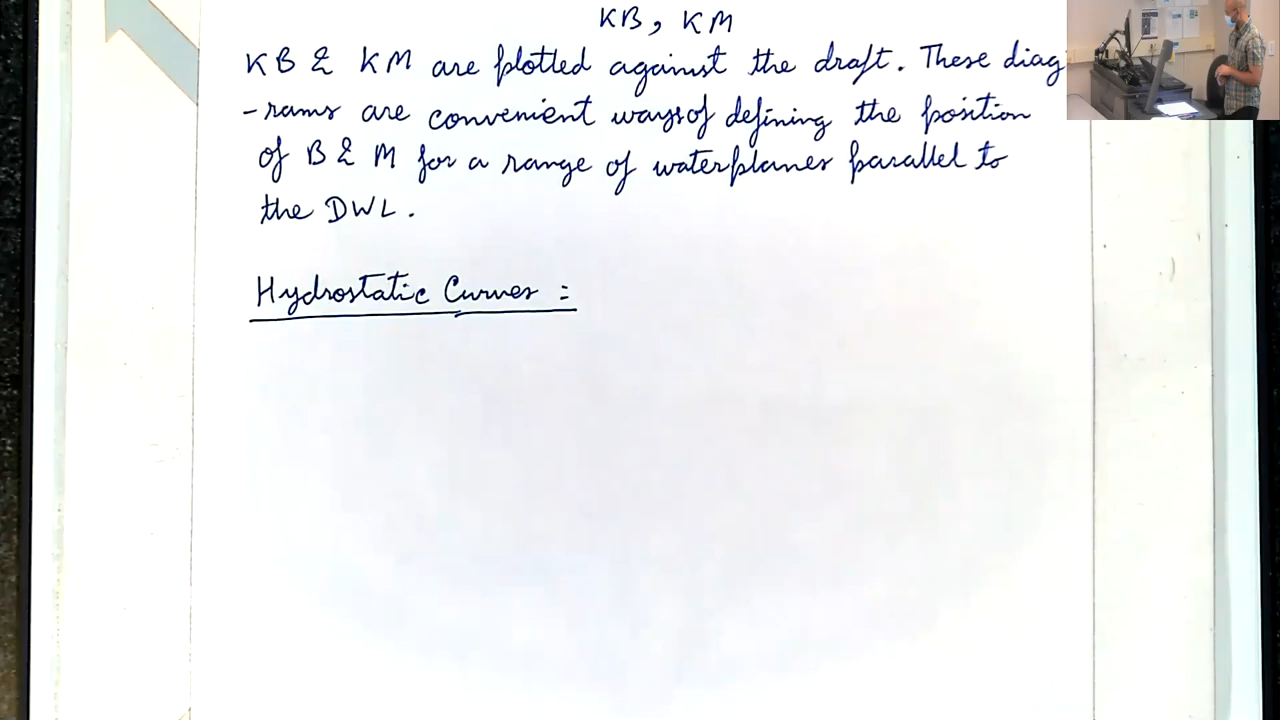 KB, KM
KB & KM are plotted against the draft. These diag
-rams are convenient ways of defining the position
of B & M for a range of waterplanes parallel to
the DWL.
Hydrostatic Curves :